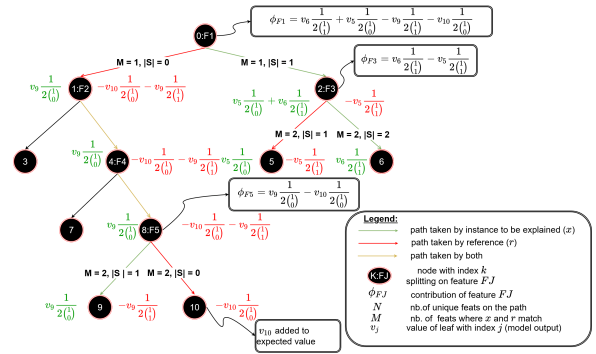 ϕ_F1 = v_6 1/2(1 1) + v_5 1/2(1 0) − v_9 1/2(1 1) − v_10 1/2(1 0)
0:F1
M = 1, |S| = 0
M = 1, |S| = 1
ϕ_F3 = v_6 1/2(1 1) − v_5 1/2(1 1)
v_9 1/2(1 0)
1:F2
−v_10 1/2(1 0) − v_9 1/2(1 1)
2:F3
v_5 1/2(1 0) + v_6 1/2(1 1)
−v_5 1/2(1 1)
M = 2, |S| = 1
M = 2, |S| = 2
3
v_9 1/2(1 0)
4:F4
−v_10 1/2(1 0) − v_9 1/2(1 1)
v_5 1/2(1 0)
5
−v_5 1/2(1 1)
v_6 1/2(1 1)
6
ϕ_F5 = v_9 1/2(1 0) − v_10 1/2(1 0)
7
v_9 1/2(1 0)
8:F5
−v_10 1/2(1 0) − v_9 1/2(1 1)
M = 2, |S | = 1
M = 2, |S| = 0
v_9 1/2(1 0)
9
−v_9 1/2(1 1)
10
−v_10 1/2(1 0)
v_10 added to
expected value
Legend:
path taken by instance to be explained (x)
path taken by reference (r)
path taken by both
K:FJ
node with index k
splitting on feature FJ
ϕ_FJ contribution of feature FJ
N nb.of unique feats on the path
M nb. of feats where x and r match
v_j value of leaf with index j (model output)